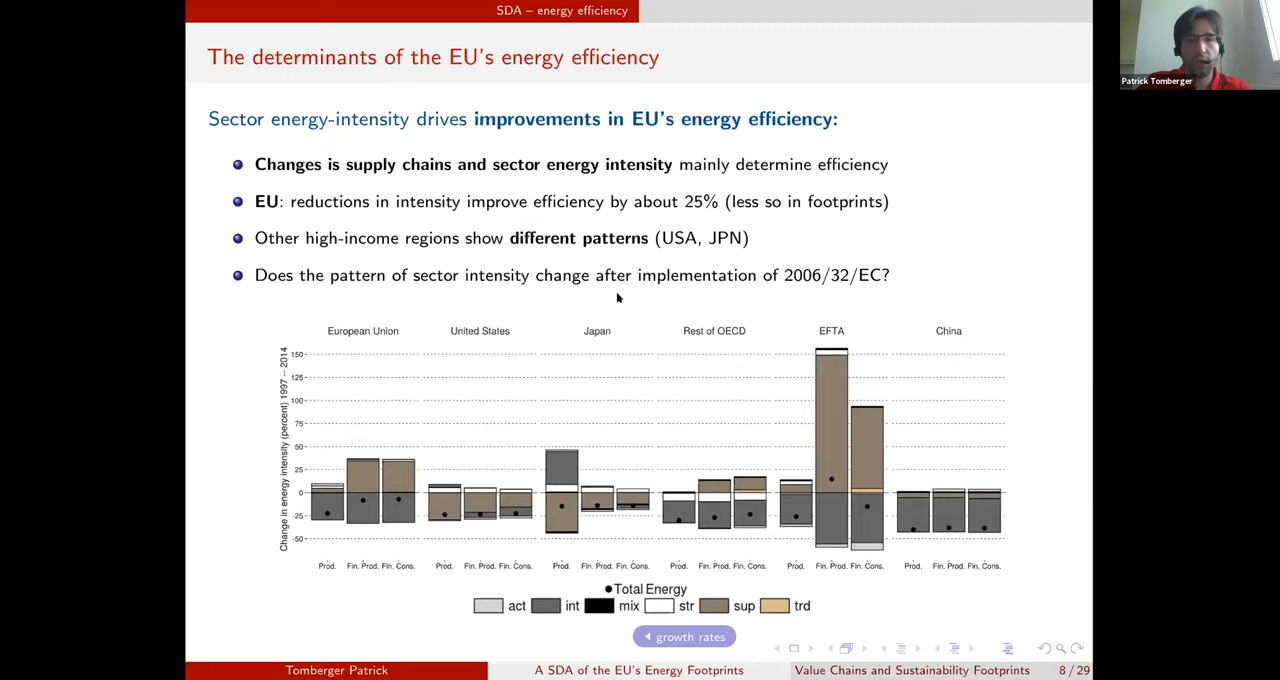 SDA – energy efficiency
The determinants of the EU's energy efficiency
Patrick Tomberger
Sector energy-intensity drives improvements in EU's energy efficiency:
Changes is supply chains and sector energy intensity mainly determine efficiency
EU: reductions in intensity improve efficiency by about 25% (less so in footprints)
Other high-income regions show different patterns (USA, JPN)
Does the pattern of sector intensity change after implementation of 2006/32/EC?
European Union United States Japan Rest of OECD EFTA China
Change in energy intensity (percent) 1997 – 2014
150
125
100
75
50
25
0
-25
-50
Prod. Fin. Prod. Fin. Cons. Prod. Fin. Prod. Fin. Cons. Prod. Fin. Prod. Fin. Cons. Prod. Fin. Prod. Fin. Cons. Prod. Fin. Prod. Fin. Cons. Prod. Fin. Prod. Fin. Cons.
Total Energy
act int mix str sup trd
growth rates
Tomberger Patrick A SDA of the EU's Energy Footprints Value Chains and Sustainability Footprints 8 / 29